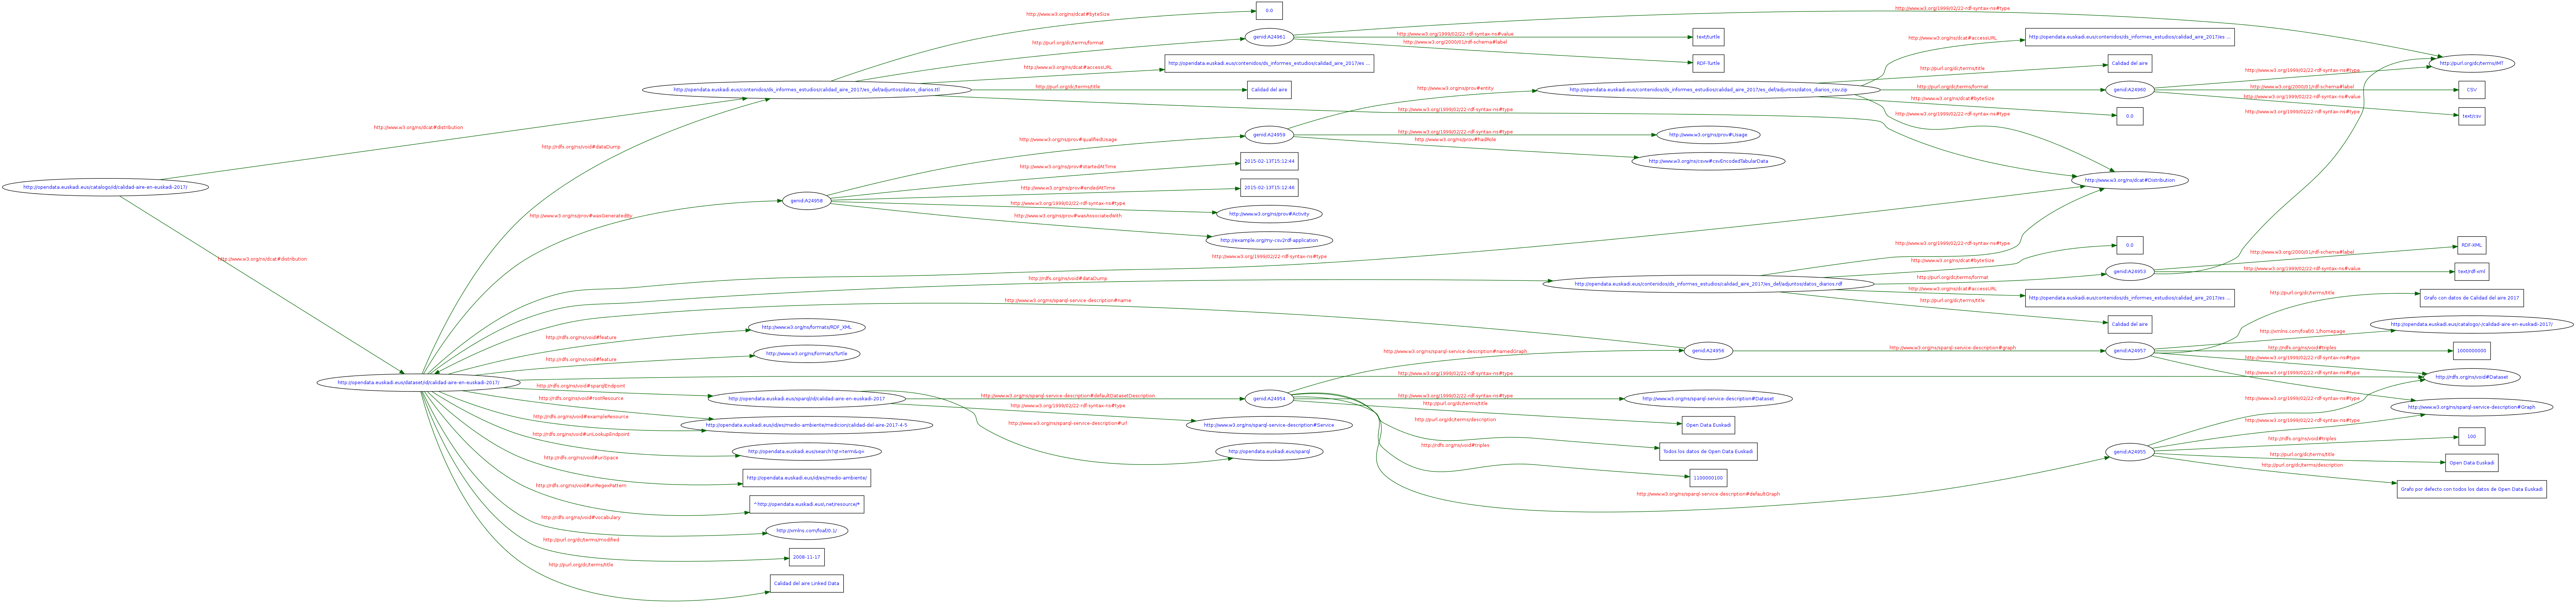 http://opendata.euskadi.eus/catalogo/id/calidad-aire-en-euskadi-2017/
http://www.w3.org/ns/dcat#distribution
http://www.w3.org/ns/dcat#distribution
http://opendata.euskadi.eus/dataset/id/calidad-aire-en-euskadi-2017/
http://rdfs.org/ns/void#dataDump
http://www.w3.org/ns/prov#wasGeneratedBy
http://rdfs.org/ns/void#feature
http://rdfs.org/ns/void#feature
http://rdfs.org/ns/void#sparqlEndpoint
http://rdfs.org/ns/void#rootResource
http://rdfs.org/ns/void#exampleResource
http://rdfs.org/ns/void#uriLookupEndpoint
http://rdfs.org/ns/void#uriSpace
http://rdfs.org/ns/void#uriRegexPattern
http://rdfs.org/ns/void#vocabulary
http://purl.org/dc/terms/modified
http://purl.org/dc/terms/title
http://opendata.euskadi.eus/contenidos/ds_informes_estudios/calidad_aire_2017/es_def/adjuntos/datos_diarios.ttl
genid:A24958
http://www.w3.org/ns/formats/RDF_XML
http://www.w3.org/ns/formats/Turtle
http://opendata.euskadi.eus/sparql/id/calidad-aire-en-euskadi-2017
http://opendata.euskadi.eus/id/es/medio-ambiente/medicion/calidad-del-aire-2017-4-5
http://opendata.euskadi.eus/search?qt=term&q=
http://opendata.euskadi.eus/id/es/medio-ambiente/
^http://opendata.euskadi.eus\.net/resource/*
http://xmlns.com/foaf/0.1/
2008-11-17
Calidad del aire Linked Data
http://www.w3.org/ns/dcat#byteSize
http://purl.org/dc/terms/format
http://www.w3.org/ns/dcat#accessURL
http://purl.org/dc/terms/title
http://www.w3.org/ns/prov#qualifiedUsage
http://www.w3.org/ns/prov#startedAtTime
http://www.w3.org/ns/prov#endedAtTime
http://www.w3.org/1999/02/22-rdf-syntax-ns#type
http://www.w3.org/ns/prov#wasAssociatedWith
http://rdfs.org/ns/void#dataDump
http://www.w3.org/ns/sparql-service-description#name
http://www.w3.org/ns/sparql-service-description#defaultDatasetDescription
http://www.w3.org/1999/02/22-rdf-syntax-ns#type
http://www.w3.org/ns/sparql-service-description#url
0.0
genid:A24961
http://opendata.euskadi.eus/contenidos/ds_informes_estudios/calidad_aire_2017/es ...
Calidad del aire
genid:A24959
2015-02-13T15:12:44
2015-02-13T15:12:46
http://www.w3.org/ns/prov#Activity
http://example.org/my-csv2rdf-application
http://www.w3.org/1999/02/22-rdf-syntax-ns#type
genid:A24954
http://www.w3.org/ns/sparql-service-description#Service
http://opendata.euskadi.eus/sparql
http://www.w3.org/1999/02/22-rdf-syntax-ns#value
http://www.w3.org/2000/01/rdf-schema#label
http://www.w3.org/ns/prov#entity
http://www.w3.org/1999/02/22-rdf-syntax-ns#type
http://www.w3.org/1999/02/22-rdf-syntax-ns#type
http://www.w3.org/ns/prov#hadRole
http://www.w3.org/ns/sparql-service-description#namedGraph
http://www.w3.org/1999/02/22-rdf-syntax-ns#type
http://www.w3.org/1999/02/22-rdf-syntax-ns#type
http://purl.org/dc/terms/title
http://purl.org/dc/terms/description
http://rdfs.org/ns/void#triples
http://www.w3.org/ns/sparql-service-description#defaultGraph
text/turtle
RDF-Turtle
http://opendata.euskadi.eus/contenidos/ds_informes_estudios/calidad_aire_2017/es_def/adjuntos/datos_diarios_csv.zip
http://www.w3.org/ns/prov#Usage
http://www.w3.org/ns/csvw#csvEncodedTabularData
http://opendata.euskadi.eus/contenidos/ds_informes_estudios/calidad_aire_2017/es_def/adjuntos/datos_idiarios.rdf
genid:A24956
http://www.w3.org/ns/sparql-service-description#Dataset
Open Data Euskadi
Todos los datos de Open Data Euskadi
1100000100
http://www.w3.org/1999/02/22-rdf-syntax-ns#type
http://www.w3.org/ns/dcat#accessURL
http://purl.org/dc/terms/title
http://purl.org/dc/terms/format
http://www.w3.org/ns/dcat#byteSize
http://www.w3.org/1999/02/22-rdf-syntax-ns#type
http://www.w3.org/1999/02/22-rdf-syntax-ns#type
http://www.w3.org/ns/dcat#byteSize
http://purl.org/dc/terms/format
http://www.w3.org/ns/dcat#accessURL
http://purl.org/dc/terms/title
http://www.w3.org/ns/sparql-service-description#graph
http://opendata.euskadi.eus/contenidos/ds_informes_estudios/calidad_aire_2017/es ...
Calidad del aire
genid:A24960
0.0
http://www.w3.org/ns/dcat#Distribution
0.0
genid:A24953
http://opendata.euskadi.eus/contenidos/ds_informes_estudios/calidad_aire_2017/es ...
Calidad del aire
genid:A24957
genid:A24955
http://www.w3.org/1999/02/22-rdf-syntax-ns#type
http://www.w3.org/2000/01/rdf-schema#label
http://www.w3.org/1999/02/22-rdf-syntax-ns#value
http://www.w3.org/1999/02/22-rdf-syntax-ns#type
http://www.w3.org/2000/01/rdf-schema#label
http://www.w3.org/1999/02/22-rdf-syntax-ns#value
http://purl.org/dc/terms/title
http://xmlns.com/foaf/0.1/homepage
http://rdfs.org/ns/void#triples
http://www.w3.org/1999/02/22-rdf-syntax-ns#type
http://www.w3.org/1999/02/22-rdf-syntax-ns#type
http://www.w3.org/1999/02/22-rdf-syntax-ns#type
http://www.w3.org/1999/02/22-rdf-syntax-ns#type
http://rdfs.org/ns/void#triples
http://purl.org/dc/terms/title
http://purl.org/dc/terms/description
http://purl.org/dc/terms/IMT
CSV
text/csv
RDF-XML
text/rdf-xml
Grafo con datos de Calidad del aire 2017
http://opendata.euskadi.eus/catalogo/-/calidad-aire-en-euskadi-2017/
1000000000
http://rdfs.org/ns/void#Dataset
http://www.w3.org/ns/sparql-service-description#Graph
100
Open Data Euskadi
Grafo por defecto con todos los datos de Open Data Euskadi